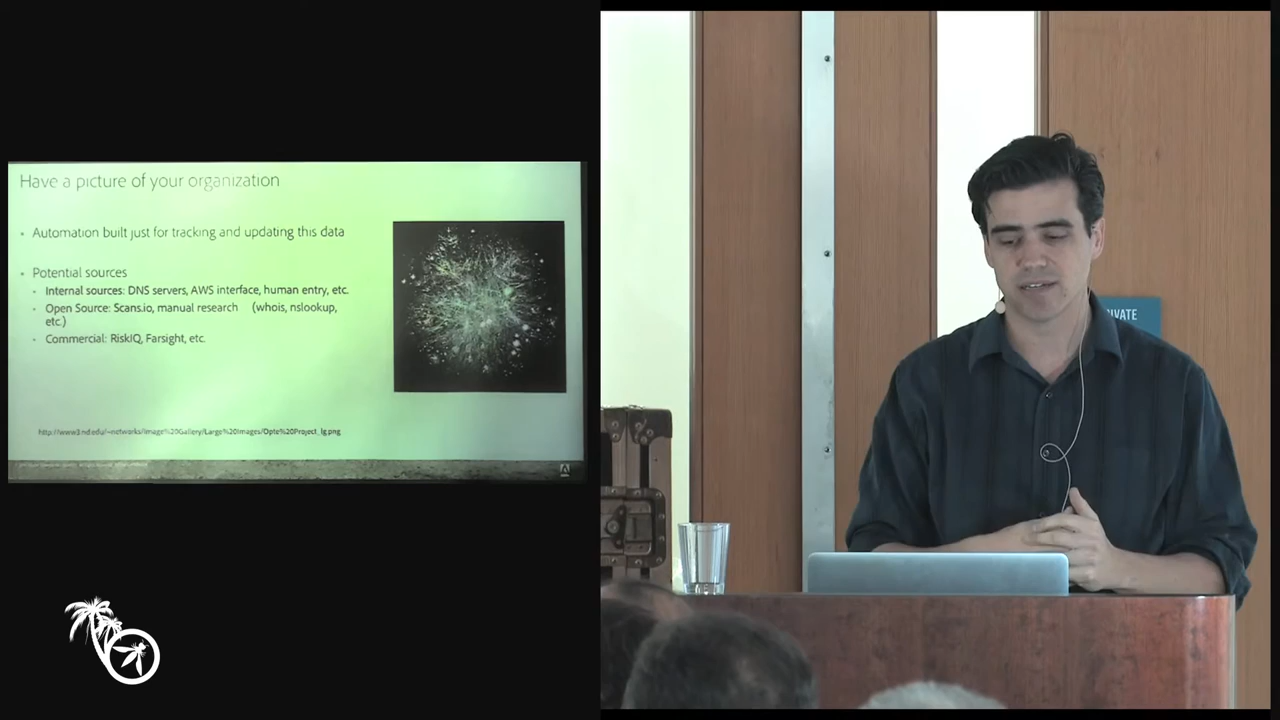 Have a picture of your organization
• Automation built just for tracking and updating this data
• Potential sources
• Internal sources: DNS servers, AWS interface, human entry, etc.
• Open Source: Scans.io, manual research (whois, nslookup,
etc.)
• Commercial: RiskIQ, Farsight, etc.
IVATE